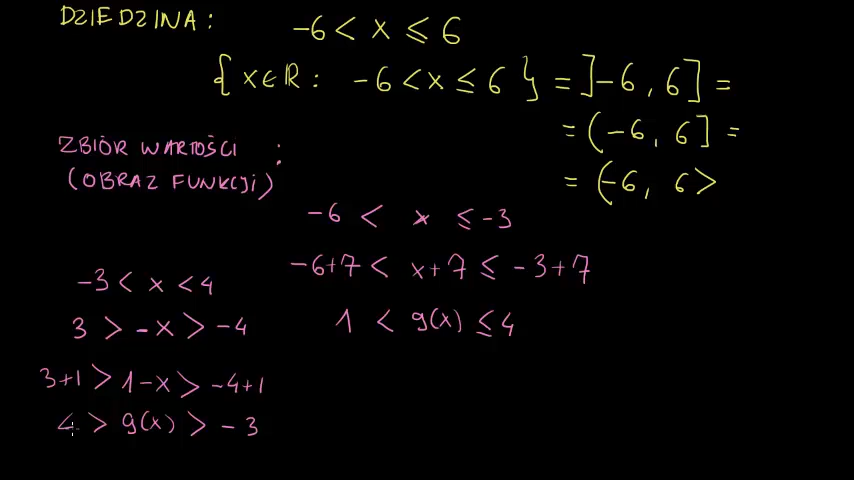 DZIEDZINA:
-6 < x ≤ 6
{x∈R: -6 < x ≤ 6} = ]-6, 6] =
= (-6, 6] =
= (-6, 6>
ZBIÓR WARTOŚCI :
(OBRAZ FUNKCJI)
-6 < x ≤ -3
-6+7 < x+7 ≤ -3+7
1 < g(x) ≤ 4
-3 < x < 4
3 > -x > -4
3+1 > 1-x > -4+1
4 > g(x) > -3